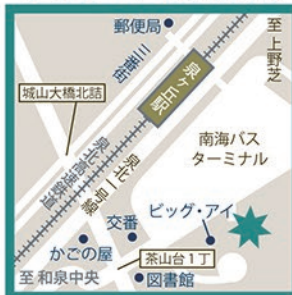 郵便局
至 上野芝
三番街
泉ケ丘駅
城山大橋北詰
南海バス
ターミナル
泉北高速鉄道
泉北一号線
ビッグ・アイ
交番
かごの屋
茶山台1丁
至 和泉中央
図書館